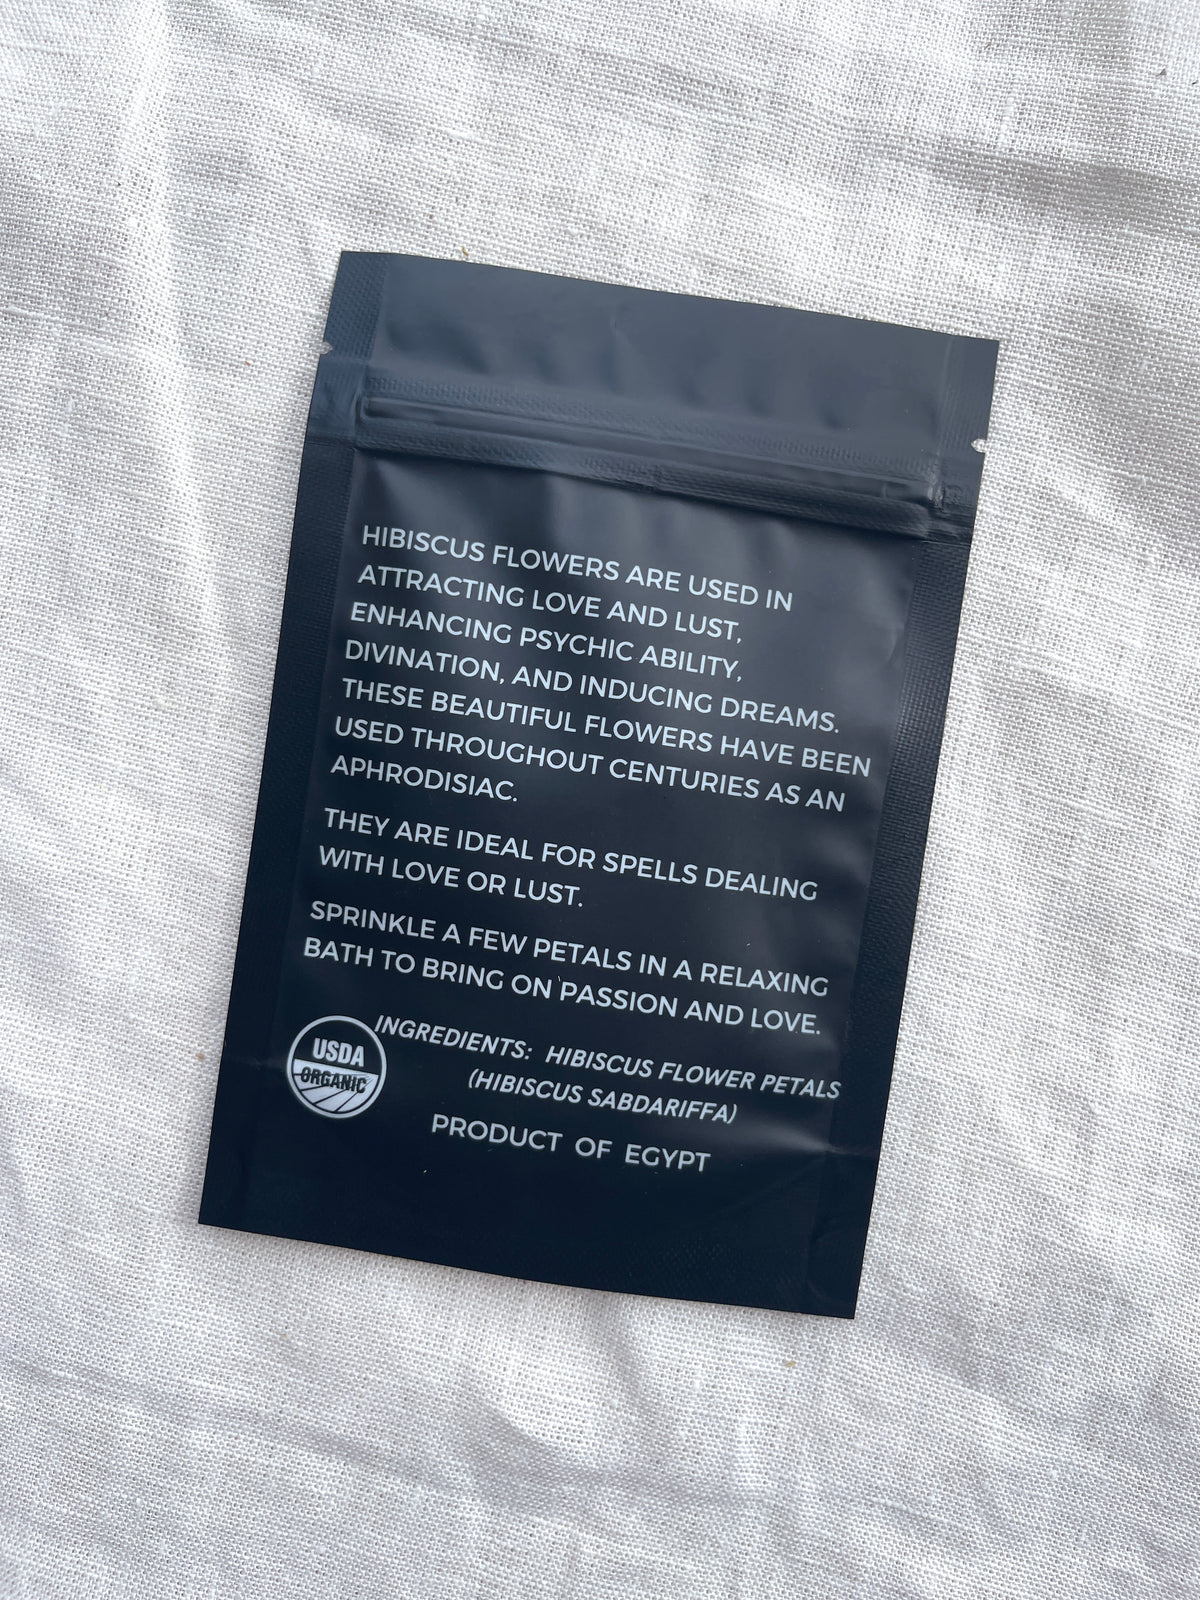 HIBISCUS FLOWERS ARE USED IN
ATTRACTING LOVE AND LUST,
ENHANCING PSYCHIC ABILITY,
DIVINATION, AND INDUCING DREAMS.
THESE BEAUTIFUL FLOWERS HAVE BEEN
USED THROUGHOUT CENTURIES AS AN
APHRODISIAC.
THEY ARE IDEAL FOR SPELLS DEALING
WITH LOVE OR LUST.
SPRINKLE A FEW PETALS IN A RELAXING
BATH TO BRING ON PASSION AND LOVE.
INGREDIENTS: HIBISCUS FLOWER PETALS
(HIBISCUS SABDARIFFA)
USDA
ORGANIC
PRODUCT OF EGYPT